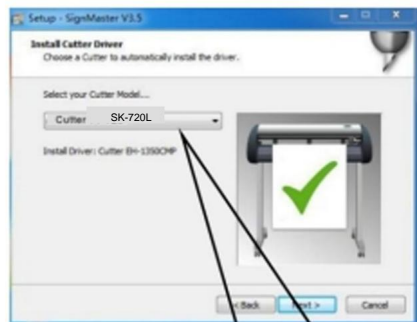 Setup - SignMaster V3.5
Install Cutter Driver
Choose a Cutter to automatically install the driver.
Select your Cutter Model....
Cutter SK-720L
Install Driver: Cutter EH-1350CMP
< Back Next > Cancel